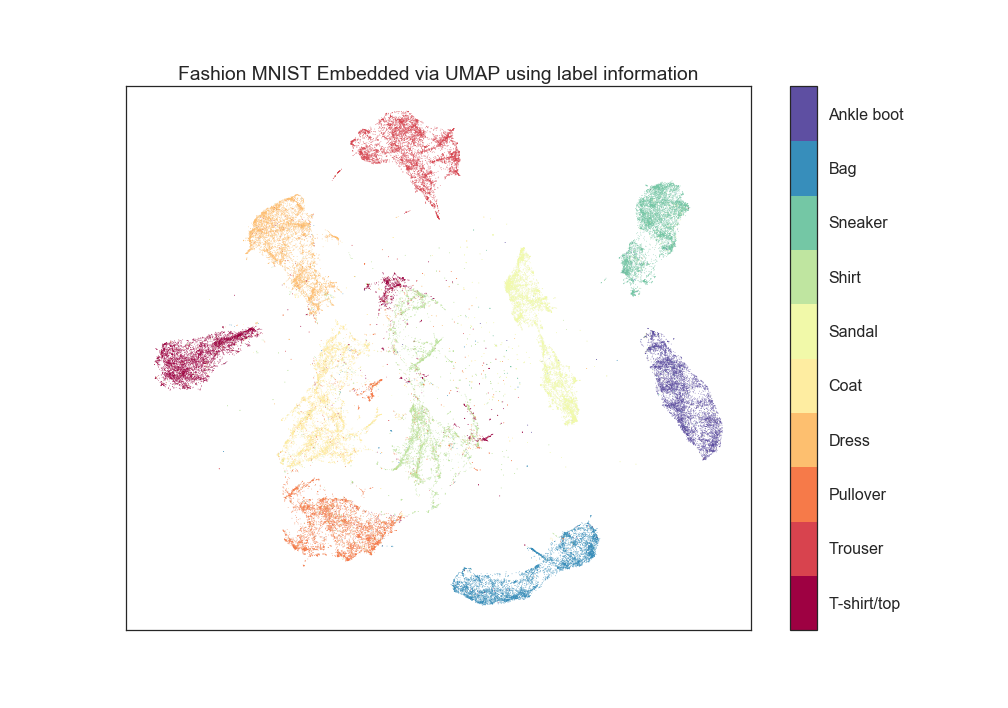 Fashion MNIST Embedded via UMAP using label information
Ankle boot
Bag
Sneaker
Shirt
Sandal
Coat
Dress
Pullover
Trouser
T-shirt/top